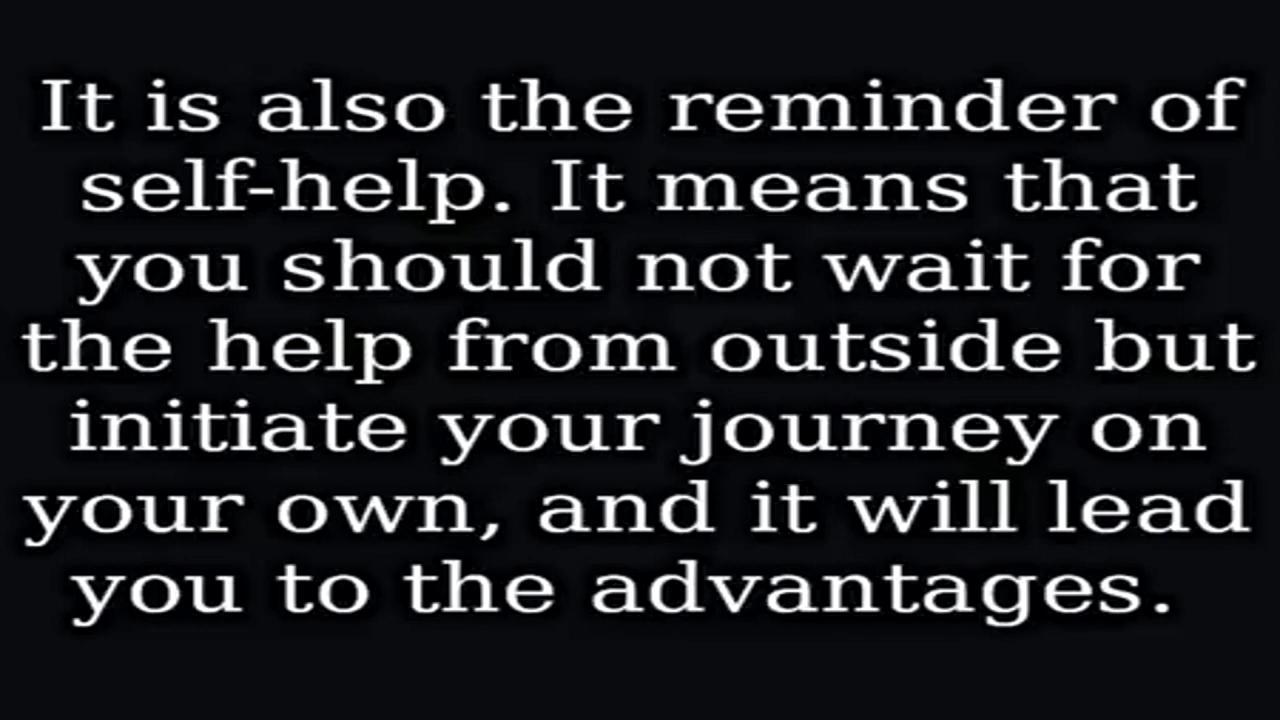 It is also the reminder of
self-help. It means that
you should not wait for
the help from outside but
initiate your journey on
your own, and it will lead
you to the advantages.